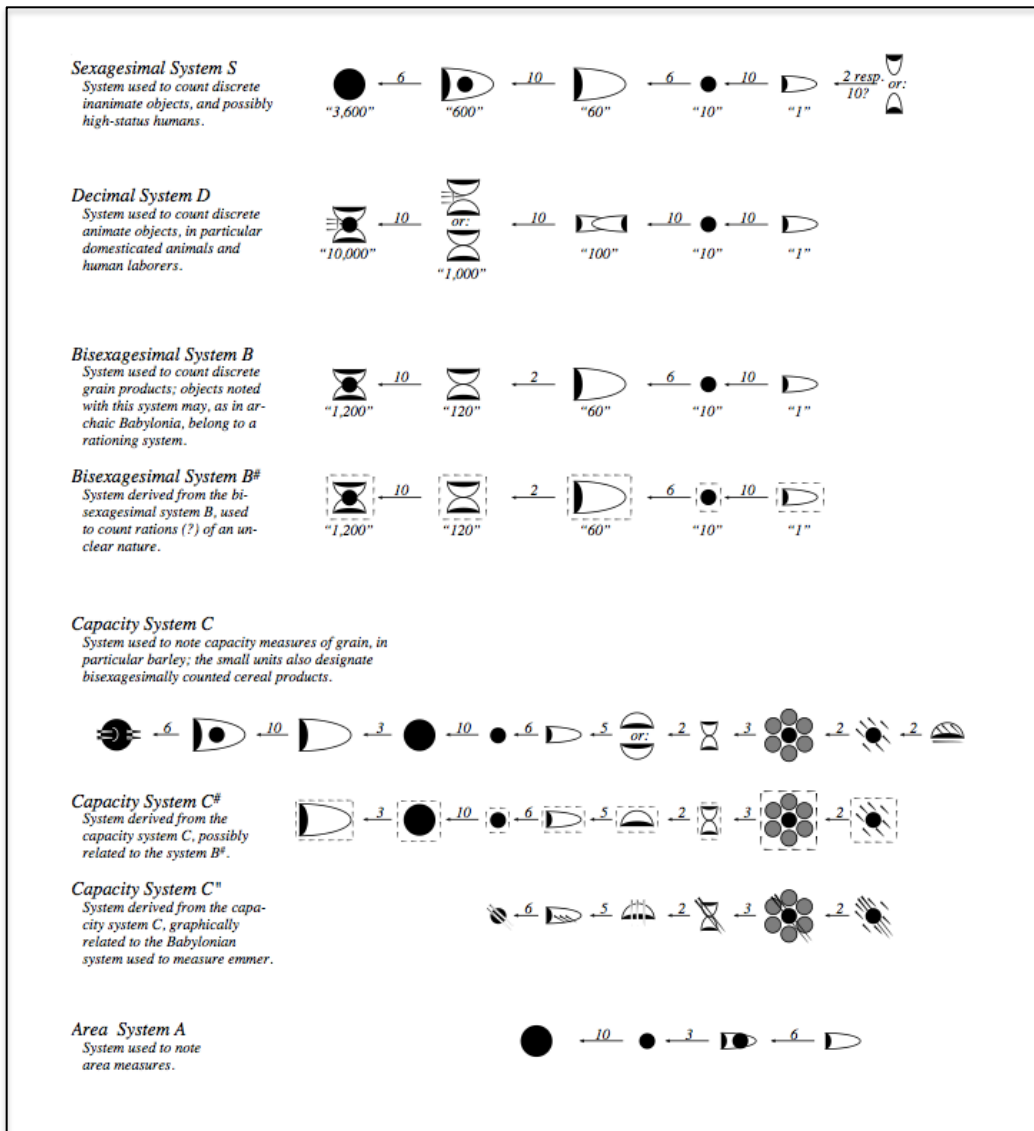 Sexagesimal System S
System used to count discrete
inanimate objects, and possibly
high-status humans.
6 10 6 10 2 resp. or:
10?
“3,600” “600” “60” “10” “1”
Decimal System D
System used to count discrete
animate objects, in particular
domesticated animals and
human laborers.
10 or: 10 10 10
“10,000” “1,000” “100” “10” “1”
Bisexagesimal System B
System used to count discrete
grain products; objects noted
with this system may, as in ar-
chaic Babylonia, belong to a
rationing system.
10 2 6 10
“1,200” “120” “60” “10” “1”
Bisexagesimal System B#
System derived from the bi-
sexagesimal system B, used
to count rations (?) of an un-
clear nature.
10 2 6 10
“1,200” “120” “60” “10” “1”
Capacity System C
System used to note capacity measures of grain, in
particular barley; the small units also designate
bisexagesimally counted cereal products.
6 10 3 10 6 5 or: 2 3 2 2
Capacity System C#
System derived from the
capacity system C, possibly
related to the system B#.
3 10 6 5 2 3 2
Capacity System C"
System derived from the capa-
city system C, graphically
related to the Babylonian
system used to measure emmer.
6 5 2 3 2
Area System A
System used to note
area measures.
10 3 6